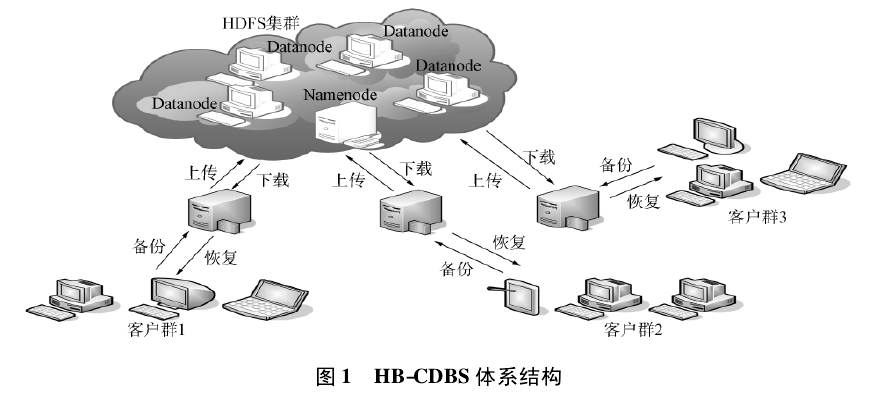 HDFS集群
Datanode
Datanode
Datanode
Datanode
Namenode
上传
下载
上传
下载
上传
下载
备份
恢复
客户群3
备份
恢复
恢复
备份
客户群1
客户群2
图 1 HB-CDBS 体系结构